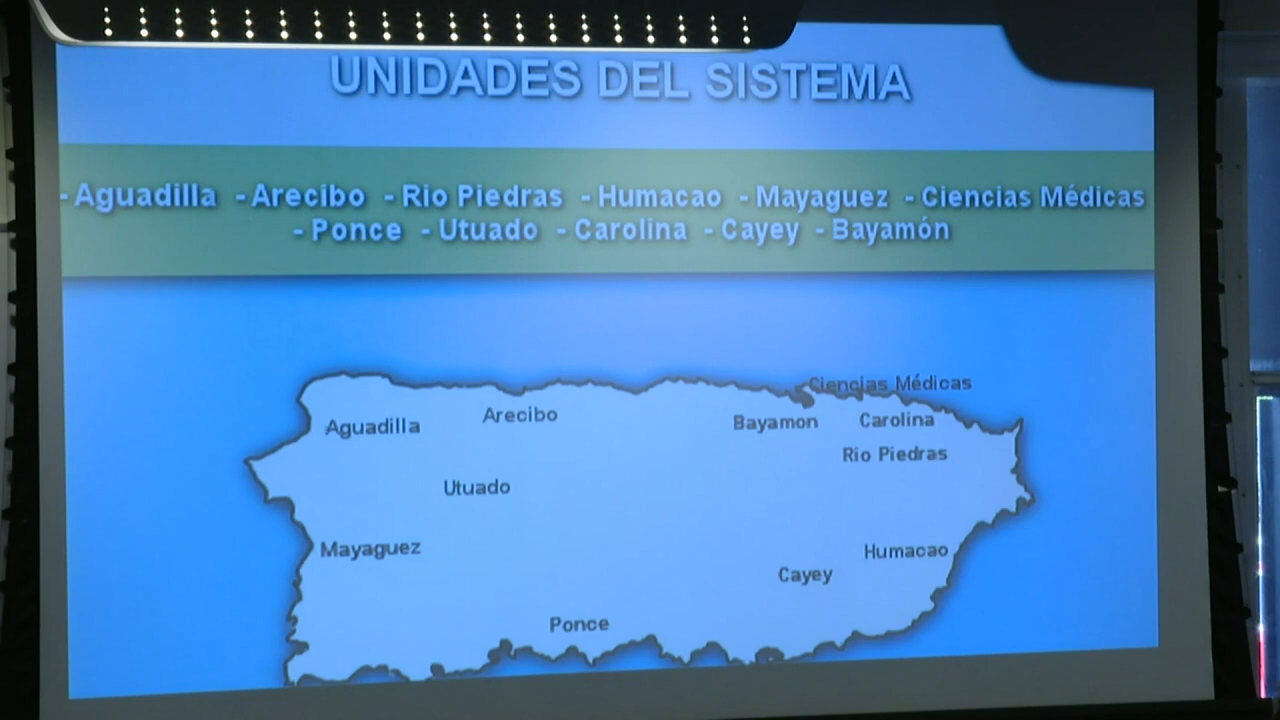 UNIDADES DEL SISTEMA
- Aguadilla - Arecibo - Rio Piedras - Humacao - Mayaguez - Ciencias Médicas
- Ponce - Utuado - Carolina - Cayey - Bayamón
Ciencias Médicas
Aguadilla
Arecibo
Bayamon
Carolina
Rio Piedras
Utuado
Mayaguez
Humacao
Cayey
Ponce